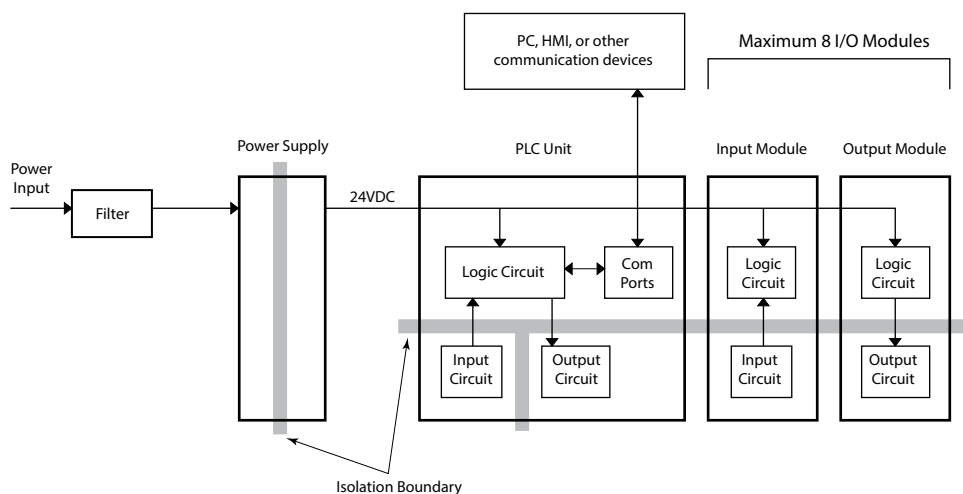 PC, HMI, or other
communication devices
Maximum 8 I/O Modules
Power Supply
PLC Unit
Input Module
Output Module
Power
Input
Filter
24VDC
Logic Circuit
Com
Ports
Logic
Circuit
Logic
Circuit
Input
Circuit
Output
Circuit
Input
Circuit
Output
Circuit
Isolation Boundary